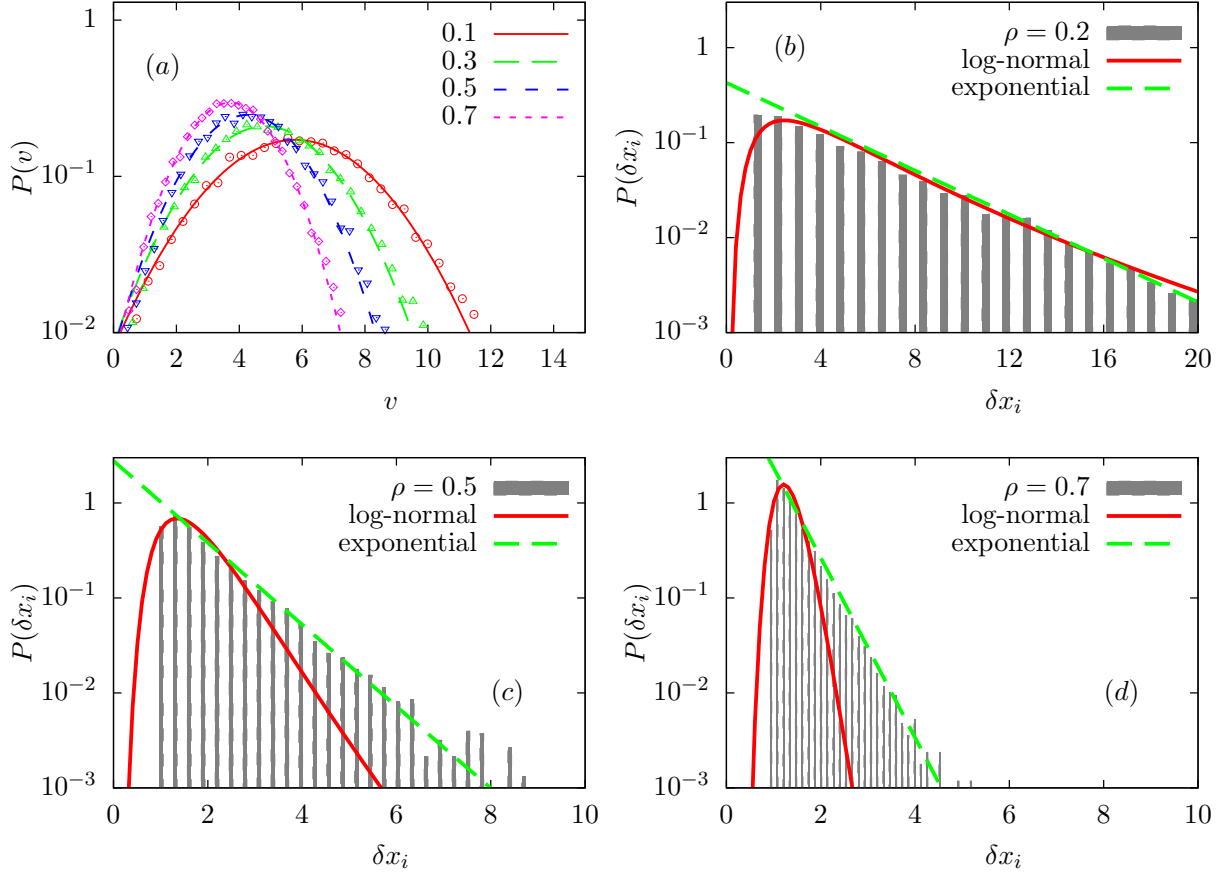 (a)
0.1
0.3
0.5
0.7
1
10^{-1}
10^{-2}
P(v)
0 2 4 6 8 10 12 14
v
(b)
ρ = 0.2
log-normal
exponential
1
10^{-1}
10^{-2}
10^{-3}
P(δx_i)
0 4 8 12 16 20
δx_i
ρ = 0.5
log-normal
exponential
(c)
1
10^{-1}
10^{-2}
10^{-3}
P(δx_i)
0 2 4 6 8 10
δx_i
ρ = 0.7
log-normal
exponential
(d)
1
10^{-1}
10^{-2}
10^{-3}
P(δx_i)
0 2 4 6 8 10
δx_i